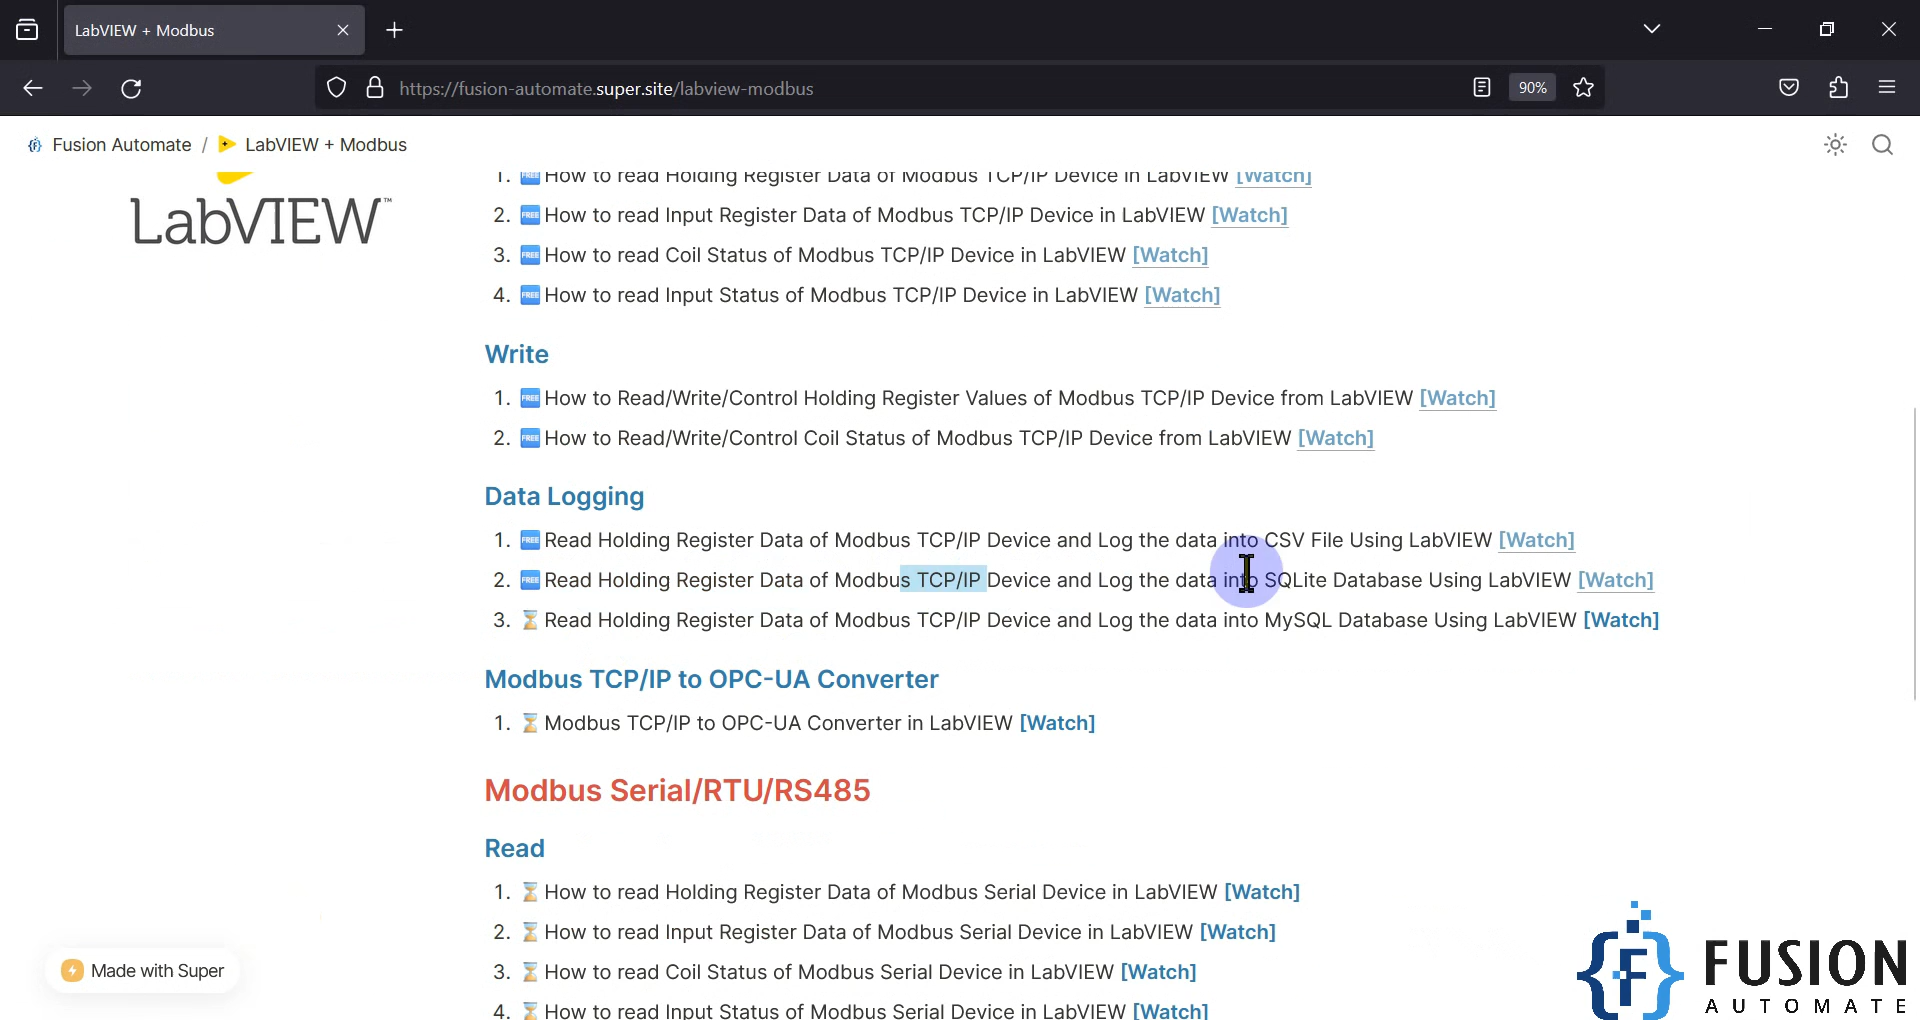 LabVIEW + Modbus
https://fusion-automate.super.site/labview-modbus
90%
Fusion Automate / LabVIEW + Modbus
LabVIEW™
1. FREE How to read Holding Register Data of Modbus TCP/IP Device in LabVIEW [Watch]
2. FREE How to read Input Register Data of Modbus TCP/IP Device in LabVIEW [Watch]
3. FREE How to read Coil Status of Modbus TCP/IP Device in LabVIEW [Watch]
4. FREE How to read Input Status of Modbus TCP/IP Device in LabVIEW [Watch]
Write
1. FREE How to Read/Write/Control Holding Register Values of Modbus TCP/IP Device from LabVIEW [Watch]
2. FREE How to Read/Write/Control Coil Status of Modbus TCP/IP Device from LabVIEW [Watch]
Data Logging
1. FREE Read Holding Register Data of Modbus TCP/IP Device and Log the data into CSV File Using LabVIEW [Watch]
2. FREE Read Holding Register Data of Modbus TCP/IP Device and Log the data into SQLite Database Using LabVIEW [Watch]
3. ⌛ Read Holding Register Data of Modbus TCP/IP Device and Log the data into MySQL Database Using LabVIEW [Watch]
Modbus TCP/IP to OPC-UA Converter
1. ⌛ Modbus TCP/IP to OPC-UA Converter in LabVIEW [Watch]
Modbus Serial/RTU/RS485
Read
1. ⌛ How to read Holding Register Data of Modbus Serial Device in LabVIEW [Watch]
2. ⌛ How to read Input Register Data of Modbus Serial Device in LabVIEW [Watch]
3. ⌛ How to read Coil Status of Modbus Serial Device in LabVIEW [Watch]
4. ⌛ How to read Input Status of Modbus Serial Device in LabVIEW [Watch]
Made with Super
{F} FUSION
AUTOMATE